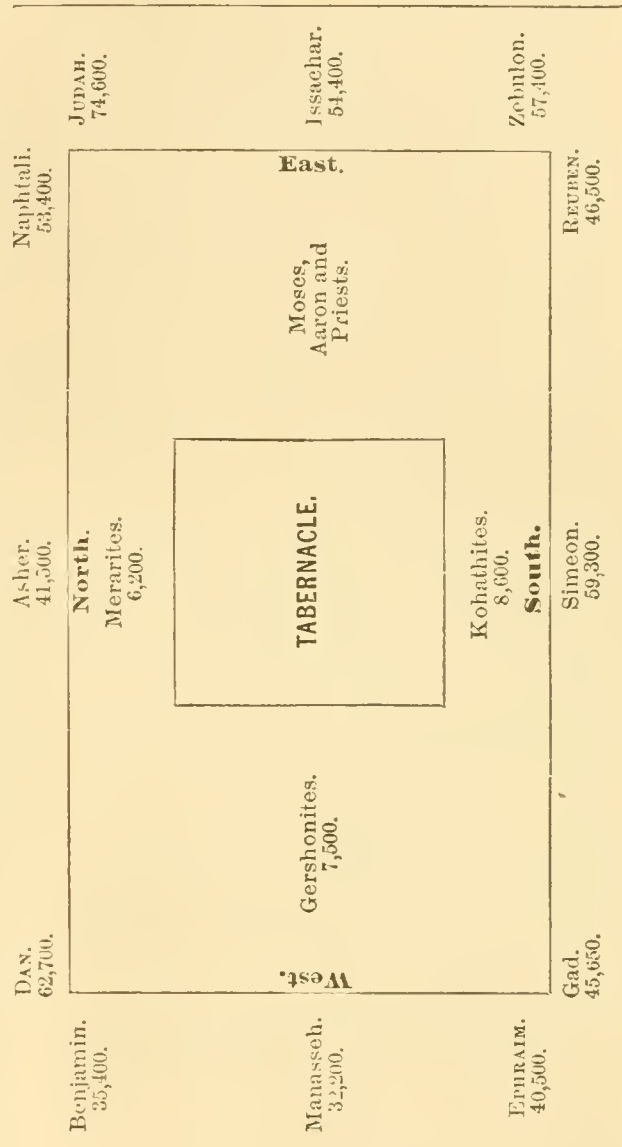 DAN.
62,700.
Asher.
41,500.
Naphtali.
53,400.
North.
Merarites.
6,200.
Benjamin.
35,400.
JUDAH.
74,600.
West.
Gershonites.
7,500.
TABERNACLE.
Moses,
Aaron and
Priests.
East.
Manasseh.
32,200.
Issachar.
54,400.
Kohathites.
8,600.
South.
EPHRAIM.
40,500.
Zebulon.
57,400.
Gad.
45,650.
Simeon.
59,300.
REUBEN.
46,500.